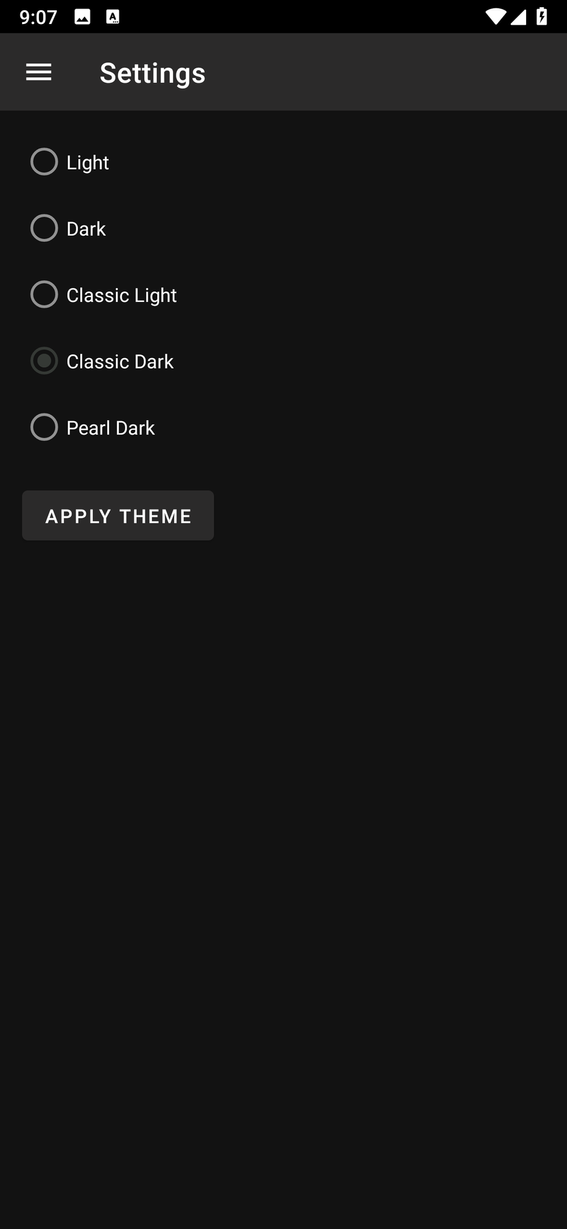 9:07
Settings
Light
Dark
Classic Light
Classic Dark
Pearl Dark
APPLY THEME